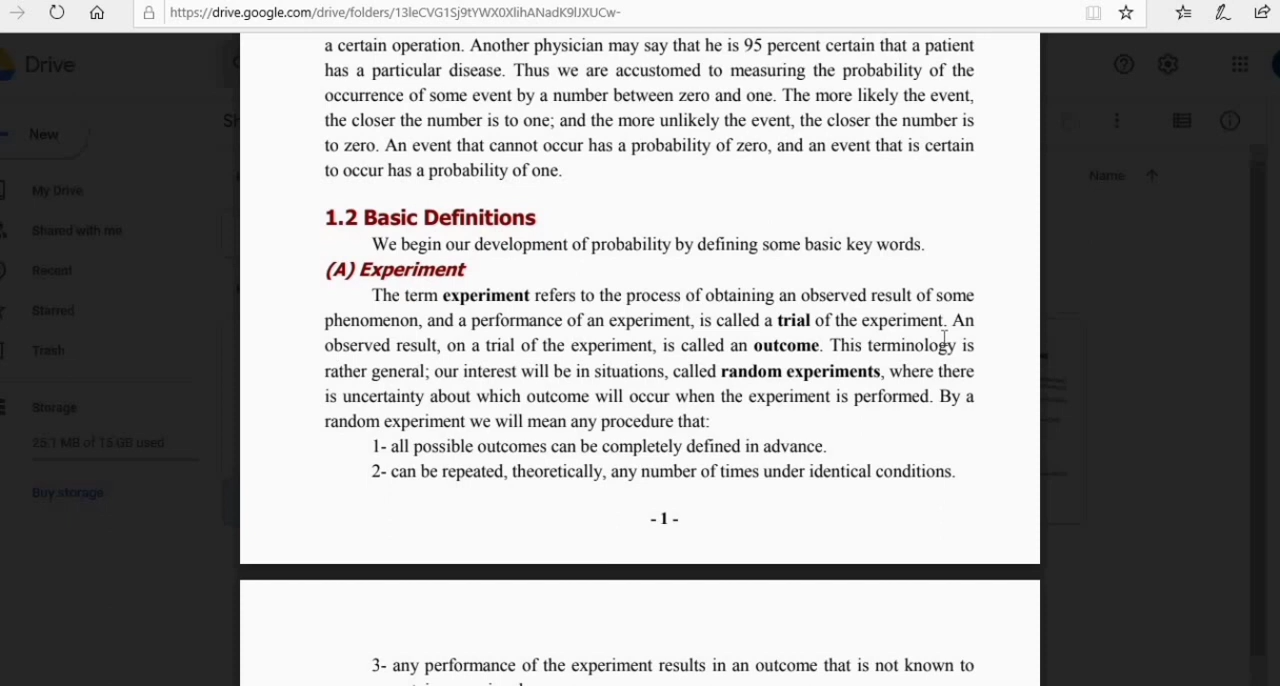 https://drive.google.com/drive/folders/13leCVG1Sj9tYWX0XlihANadK9lJXUCw-
Drive
New
My Drive
Shared with me
Recent
Starred
Trash
Storage
25.1 MB of 15 GB used
Buy storage
Name
a certain operation. Another physician may say that he is 95 percent certain that a patient
has a particular disease. Thus we are accustomed to measuring the probability of the
occurrence of some event by a number between zero and one. The more likely the event,
the closer the number is to one; and the more unlikely the event, the closer the number is
to zero. An event that cannot occur has a probability of zero, and an event that is certain
to occur has a probability of one.
1.2 Basic Definitions
We begin our development of probability by defining some basic key words.
(A) Experiment
The term experiment refers to the process of obtaining an observed result of some
phenomenon, and a performance of an experiment, is called a trial of the experiment. An
observed result, on a trial of the experiment, is called an outcome. This terminology is
rather general; our interest will be in situations, called random experiments, where there
is uncertainty about which outcome will occur when the experiment is performed. By a
random experiment we will mean any procedure that:
1- all possible outcomes can be completely defined in advance.
2- can be repeated, theoretically, any number of times under identical conditions.
- 1 -
3- any performance of the experiment results in an outcome that is not known to